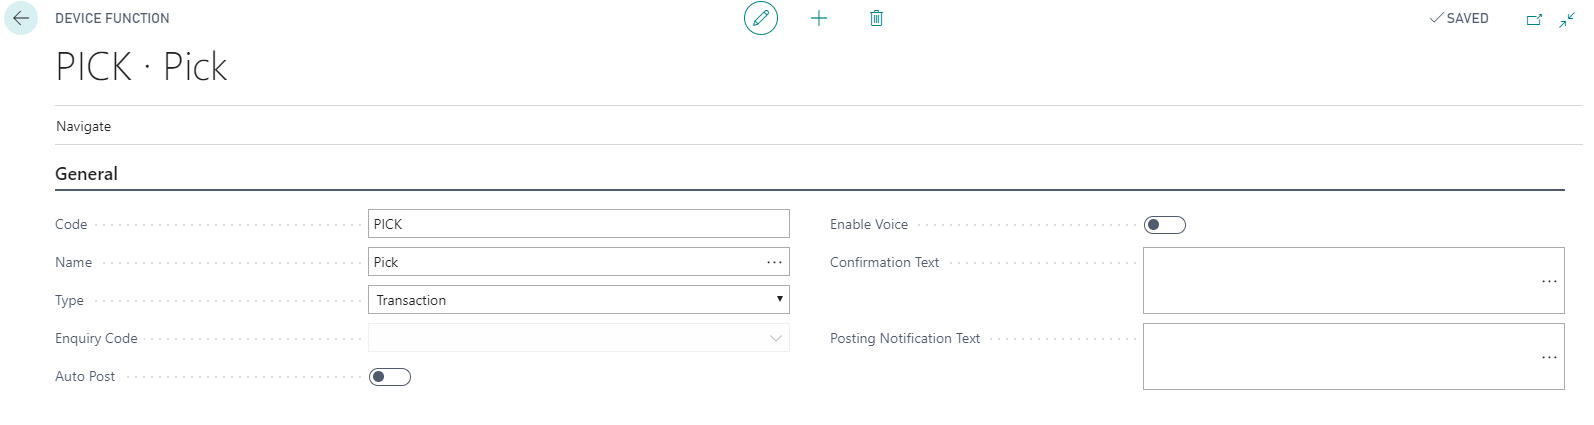 DEVICE FUNCTION
SAVED
PICK · Pick
Navigate
General
Code PICK
Name Pick ...
Type Transaction
Enquiry Code
Auto Post
Enable Voice
Confirmation Text ...
Posting Notification Text ...